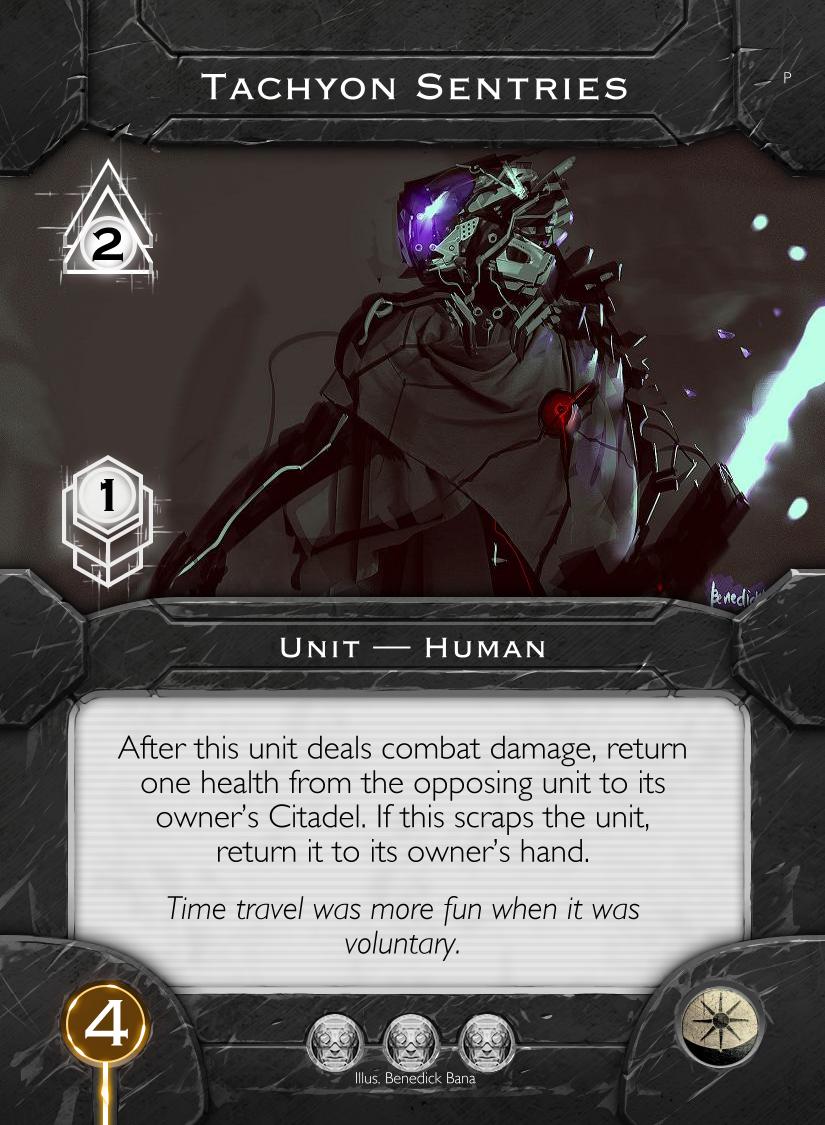 Tachyon Sentries
P
2
1
Unit — Human
After this unit deals combat damage, return
one health from the opposing unit to its
owner's Citadel. If this scraps the unit,
return it to its owner's hand.
Time travel was more fun when it was
voluntary.
4
Illus. Benedick Bana